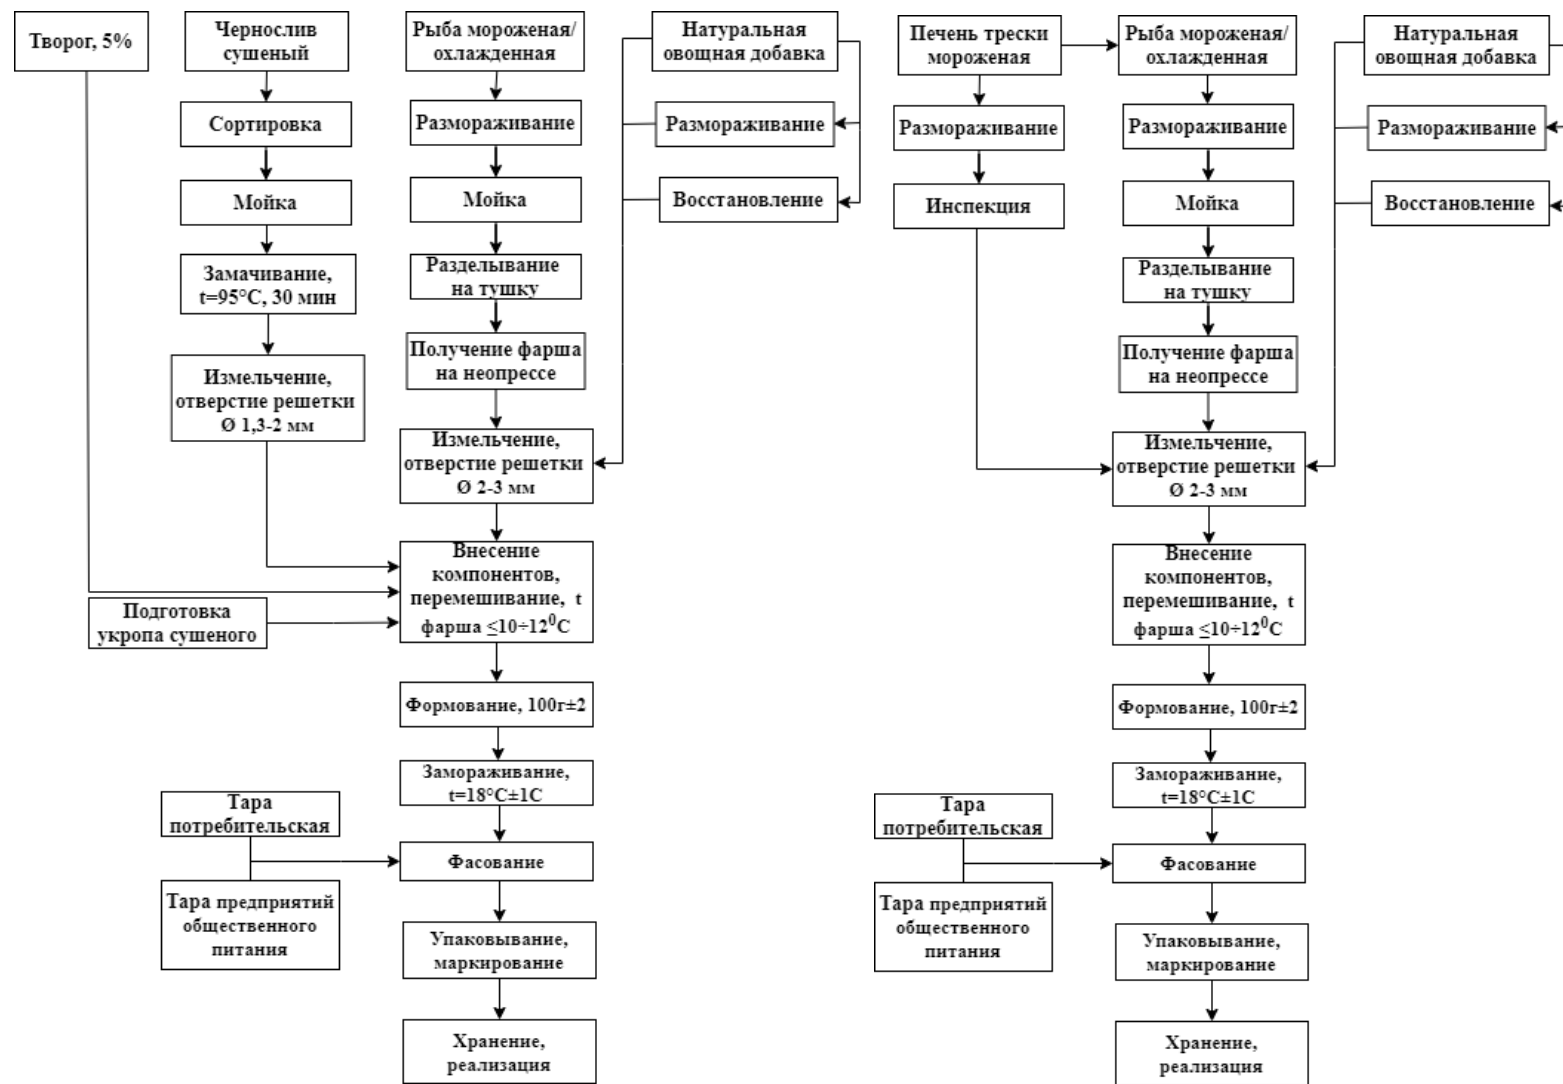 Творог, 5%
Чернослив
сушеный
Сортировка
Мойка
Замачивание,
t=95°C, 30 мин
Измельчение,
отверстие решетки
Ø 1,3-2 мм
Рыба мороженая/
охлажденная
Размораживание
Мойка
Разделывание
на тушку
Получение фарша
на неопрессе
Измельчение,
отверстие решетки
Ø 2-3 мм
Натуральная
овощная добавка
Размораживание
Восстановление
Подготовка
укропа сушеного
Внесение
компонентов,
перемешивание, t
фарша ≤10÷12⁰С
Формование, 100г±2
Замораживание,
t=18°C±1C
Тара
потребительская
Тара предприятий
общественного
питания
Фасование
Упаковывание,
маркирование
Хранение,
реализация
Печень трески
мороженая
Размораживание
Инспекция
Рыба мороженая/
охлажденная
Размораживание
Мойка
Разделывание
на тушку
Получение фарша
на неопрессе
Измельчение,
отверстие решетки
Ø 2-3 мм
Натуральная
овощная добавка
Размораживание
Восстановление
Внесение
компонентов,
перемешивание, t
фарша ≤10÷12⁰С
Формование, 100г±2
Замораживание,
t=18°C±1C
Тара
потребительская
Тара предприятий
общественного
питания
Фасование
Упаковывание,
маркирование
Хранение,
реализация